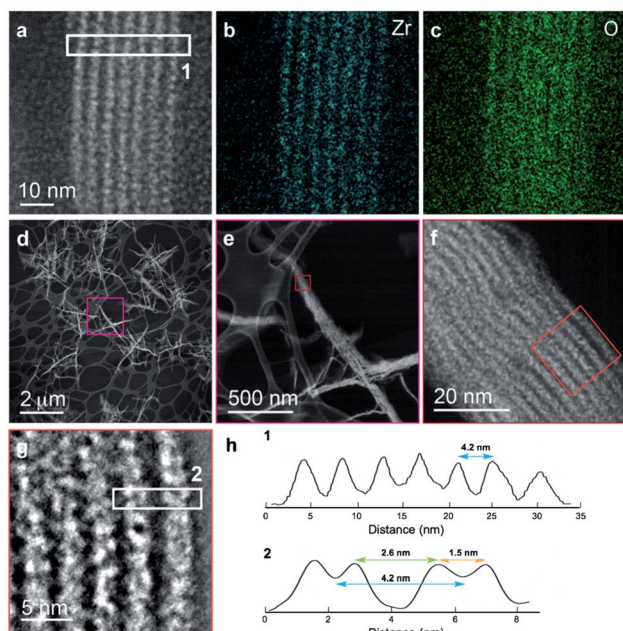 a
1
10 nm
b
Zr
c
O
d
2 µm
e
500 nm
f
20 nm
g
2
5 nm
h
1
4.2 nm
0 5 10 15 20 25 30 35
Distance (nm)
2
2.6 nm
1.5 nm
4.2 nm
0 2 4 6 8
Distance (nm)